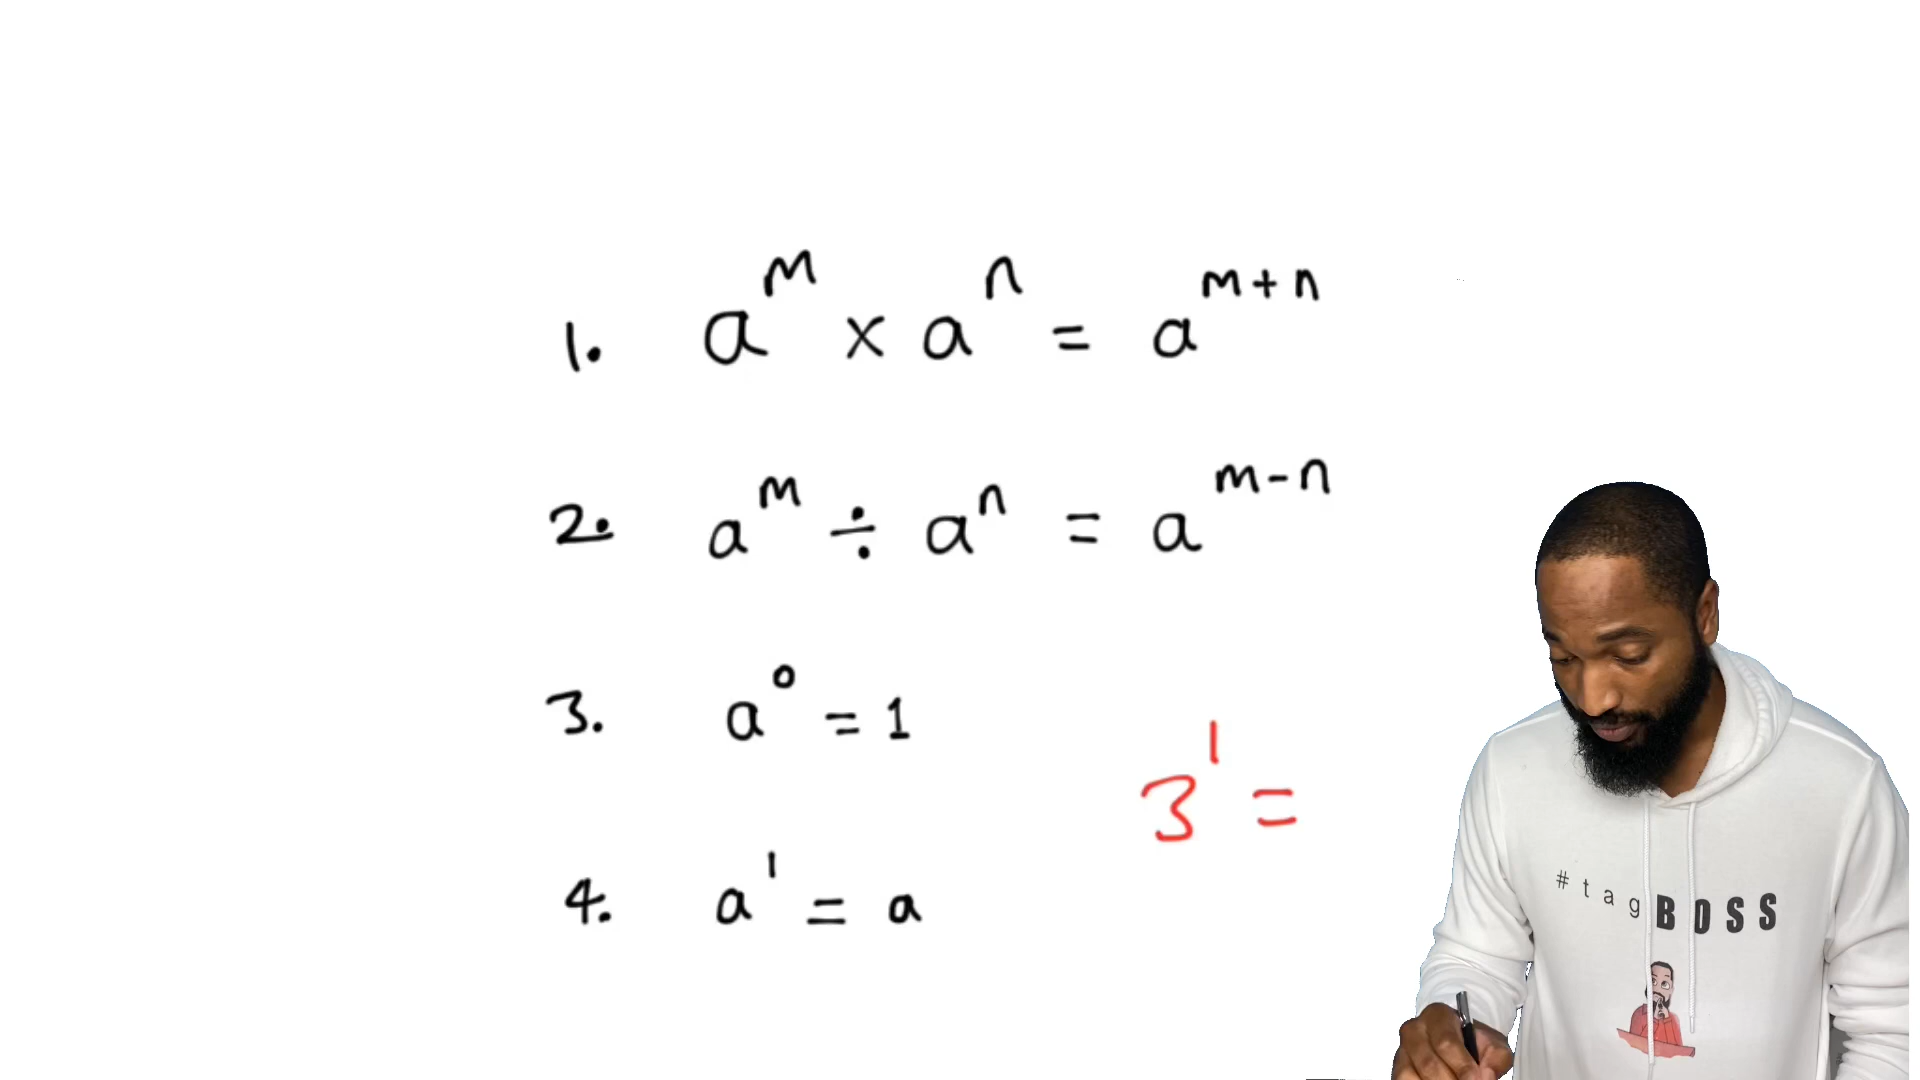 1. a^m × a^n = a^(m+n)
2. a^m ÷ a^n = a^(m-n)
3. a^0 = 1
3^1 =
4. a^1 = a
#tagBOSS